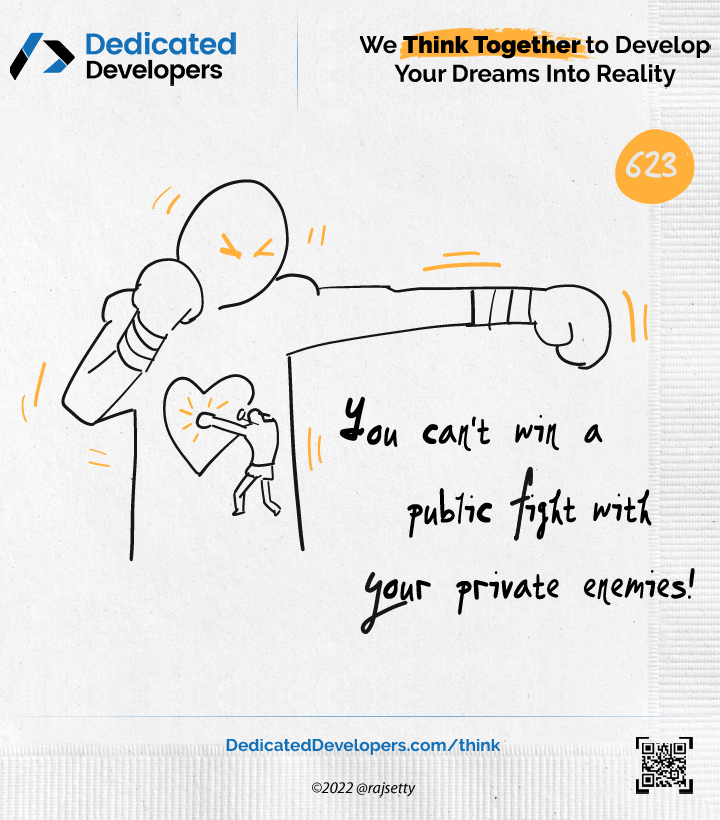 Dedicated
Developers
We Think Together to Develop
Your Dreams Into Reality
623
You can't win a
public fight with
your private enemies!
DedicatedDevelopers.com/think
©2022 @rajsetty